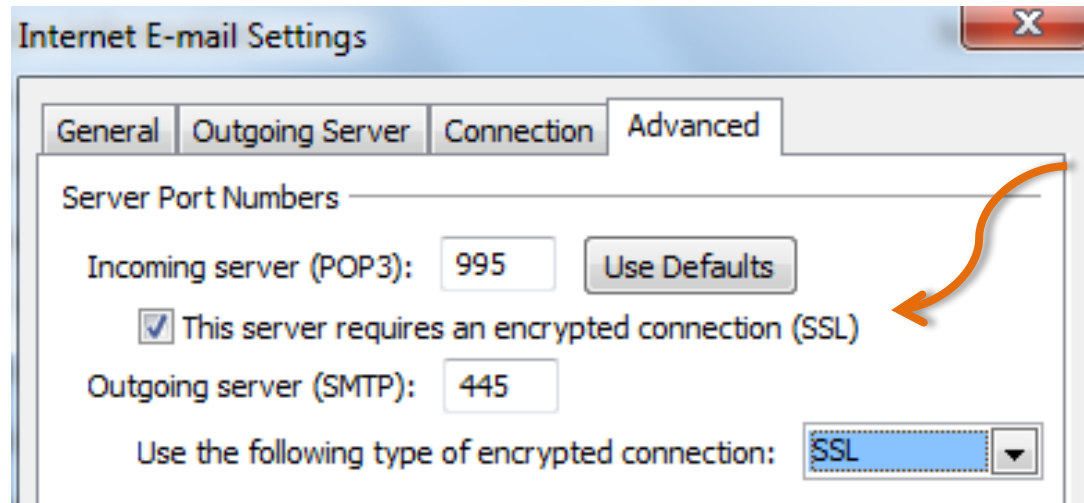 Internet E-mail Settings
X
General Outgoing Server Connection Advanced
Server Port Numbers
Incoming server (POP3): 995 Use Defaults
This server requires an encrypted connection (SSL)
Outgoing server (SMTP): 445
Use the following type of encrypted connection: SSL